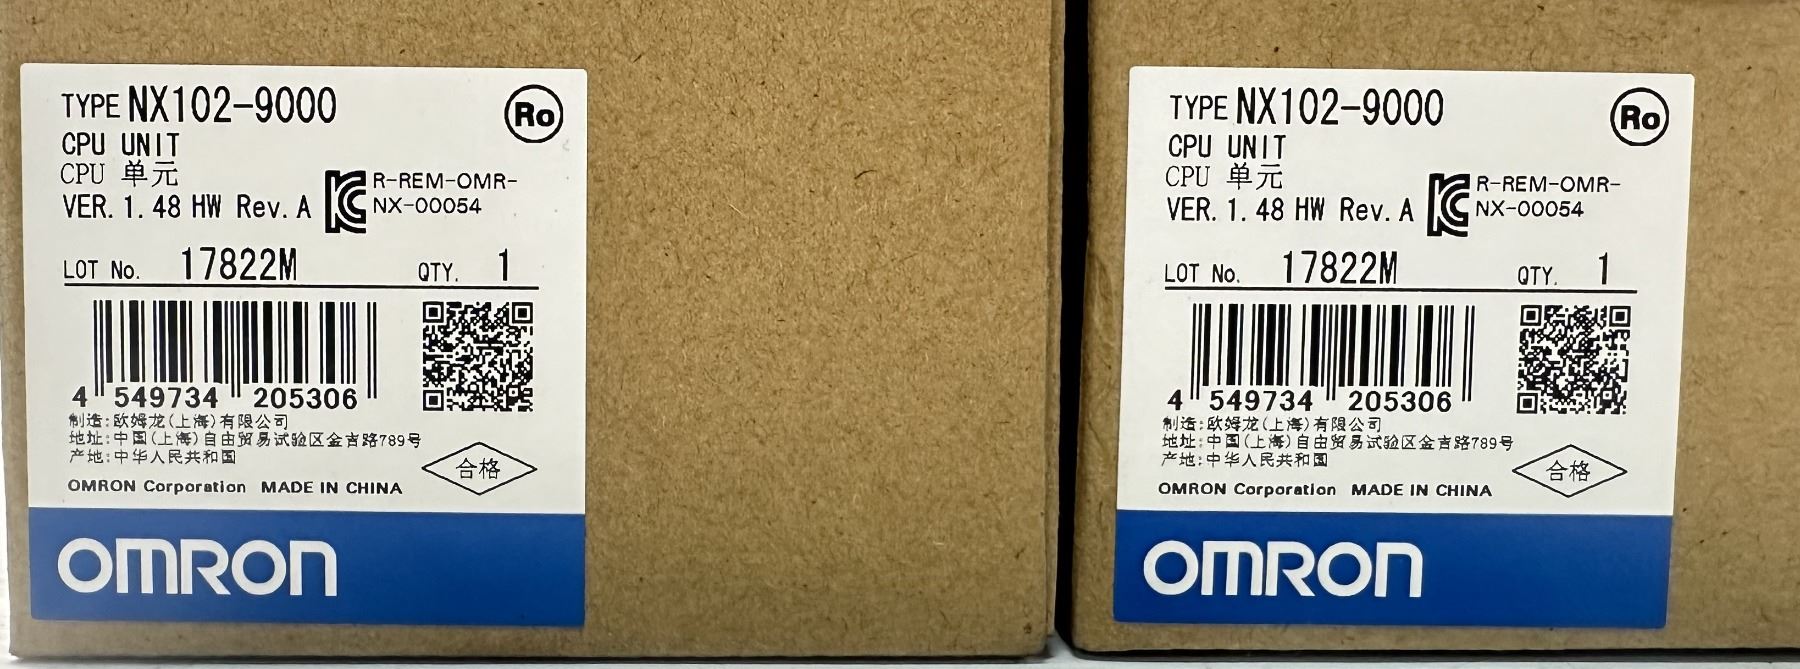 TYPE NX102-9000
Ro
CPU UNIT
CPU 单元
R-REM-OMR-
NX-00054
VER. 1.48 HW Rev. A
LOT No. 17822M QTY. 1
4 549734 205306
制造:欧姆龙(上海)有限公司
地址:中国(上海)自由贸易试验区金吉路789号
产地:中华人民共和国
合格
OMRON Corporation MADE IN CHINA
OMRON
TYPE NX102-9000
Ro
CPU UNIT
CPU 单元
R-REM-OMR-
NX-00054
VER. 1.48 HW Rev. A
LOT No. 17822M QTY. 1
4 549734 205306
制造:欧姆龙(上海)有限公司
地址:中国(上海)自由贸易试验区金吉路789号
产地:中华人民共和国
合格
OMRON Corporation MADE IN CHINA
OMRON